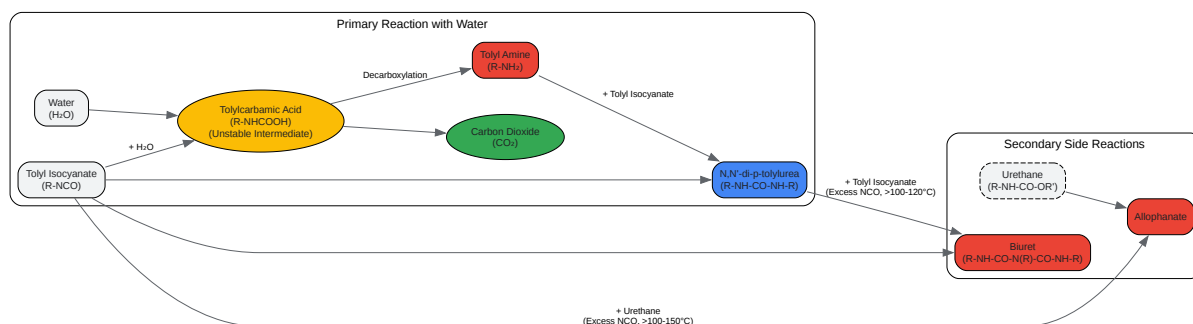 Primary Reaction with Water
Tolyl Amine
(R-NH₂)
Decarboxylation
+ Tolyl Isocyanate
Water
(H₂O)
Tolylcarbamic Acid
(R-NHCOOH)
(Unstable Intermediate)
Carbon Dioxide
(CO₂)
+ H₂O
Tolyl Isocyanate
(R-NCO)
N,N'-di-p-tolylurea
(R-NH-CO-NH-R)
+ Tolyl Isocyanate
(Excess NCO, >100-120°C)
Secondary Side Reactions
Urethane
(R-NH-CO-OR')
Allophanate
Biuret
(R-NH-CO-N(R)-CO-NH-R)
+ Urethane
(Excess NCO, >100-150°C)